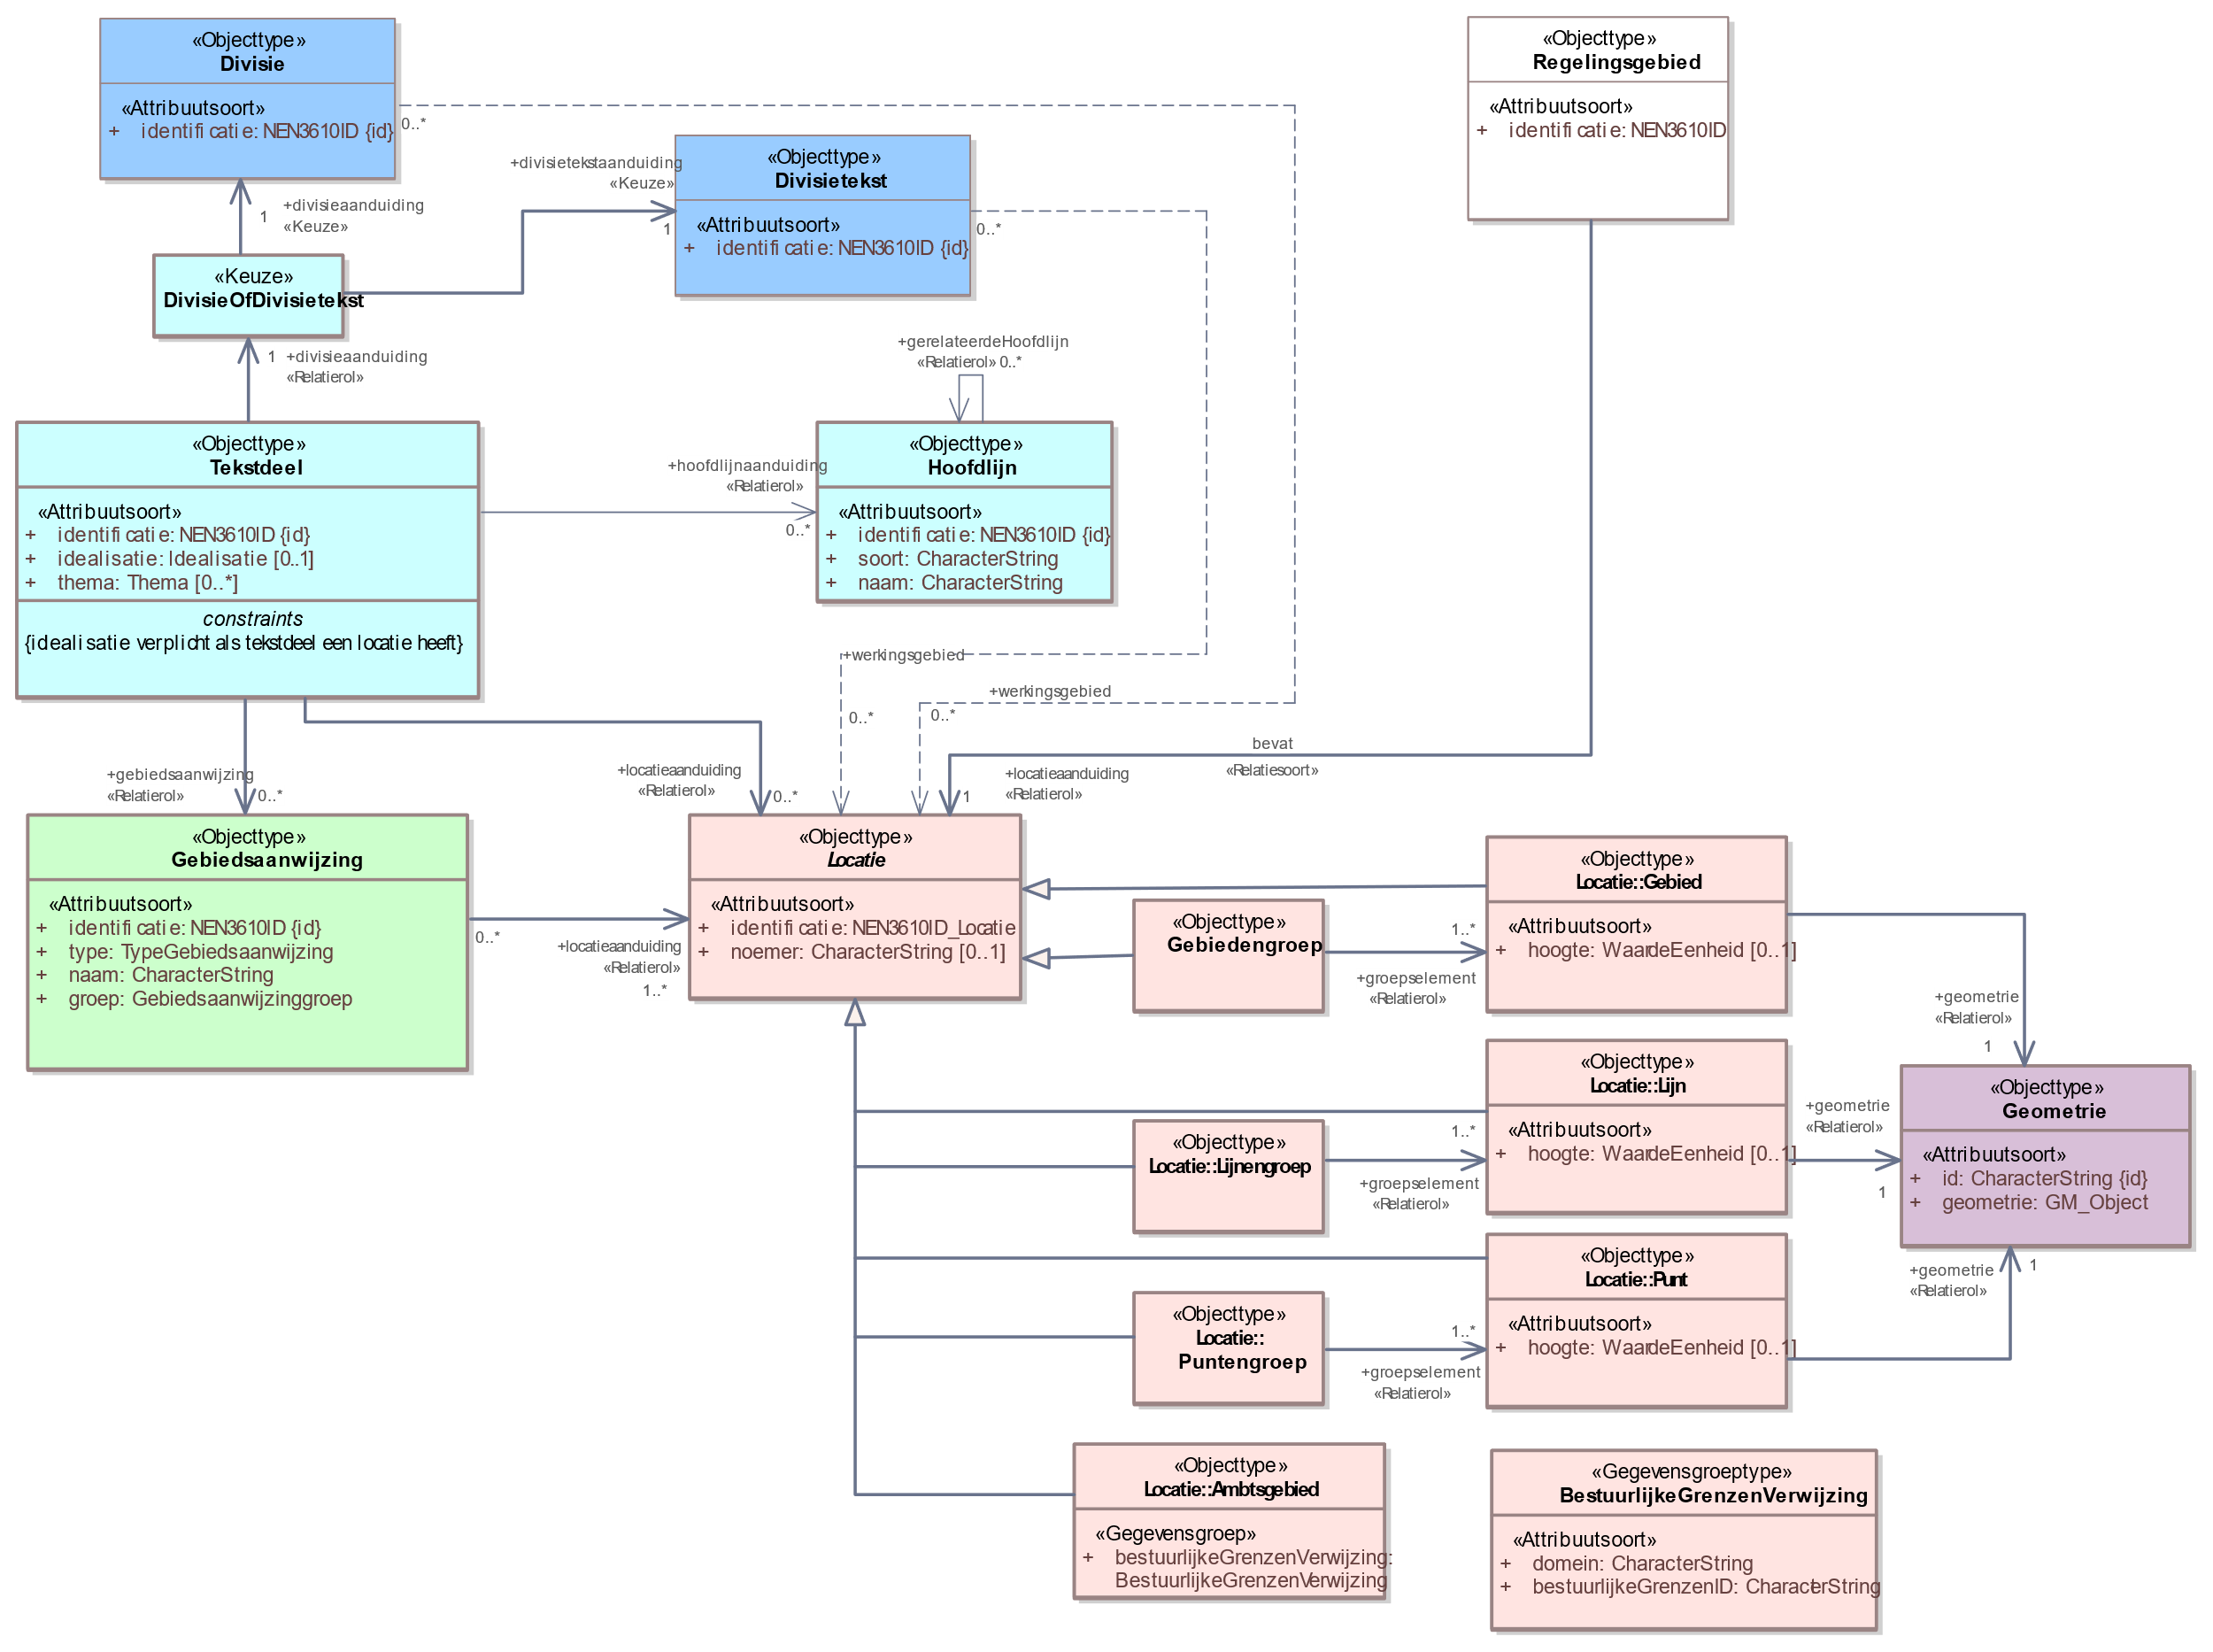 «Objecttype»
Divisie
«Attribuutsoort»
+ identificatie: NEN3610ID {id}
0..*
«Objecttype»
Regelingsgebied
«Attribuutsoort»
+ identificatie: NEN3610ID
+divisietekstaanduiding
«Keuze»
1
«Objecttype»
Divisietekst
«Attribuutsoort»
+ identificatie: NEN3610ID {id}
0..*
1
+divisieaanduiding
«Keuze»
«Keuze»
DivisieOfDivisietekst
1
+divisieaanduiding
«Relatierol»
+gerelateerdeHoofdlijn
«Relatierol» 0..*
«Objecttype»
Tekstdeel
«Attribuutsoort»
+ identificatie: NEN3610ID {id}
+ idealisatie: Idealisatie [0..1]
+ thema: Thema [0..*]
constraints
{idealisatie verplicht als tekstdeel een locatie heeft}
+hoofdlijnaanduiding
«Relatierol»
0..*
«Objecttype»
Hoofdlijn
«Attribuutsoort»
+ identificatie: NEN3610ID {id}
+ soort: CharacterString
+ naam: CharacterString
+werkingsgebied
0..*
+werkingsgebied
0..*
bevat
«Relatiesoort»
+gebiedsaanwijzing
«Relatierol»
0..*
+locatieaanduiding
«Relatierol»
0..*
+locatieaanduiding
«Relatierol»
1
«Objecttype»
Gebiedsaanwijzing
«Attribuutsoort»
+ identificatie: NEN3610ID {id}
+ type: TypeGebiedsaanwijzing
+ naam: CharacterString
+ groep: Gebiedsaanwijzinggroep
0..*
+locatieaanduiding
«Relatierol»
1..*
«Objecttype»
Locatie
«Attribuutsoort»
+ identificatie: NEN3610ID_Locatie
+ noemer: CharacterString [0..1]
«Objecttype»
Gebiedengroep
1..*
+groepselement
«Relatierol»
«Objecttype»
Locatie::Gebied
«Attribuutsoort»
+ hoogte: WaardeEenheid [0..1]
+geometrie
«Relatierol»
1
«Objecttype»
Locatie::Lijnengroep
1..*
+groepselement
«Relatierol»
«Objecttype»
Locatie::Lijn
«Attribuutsoort»
+ hoogte: WaardeEenheid [0..1]
+geometrie
«Relatierol»
1
«Objecttype»
Geometrie
«Attribuutsoort»
+ id: CharacterString {id}
+ geometrie: GM_Object
«Objecttype»
Locatie::
Puntengroep
1..*
+groepselement
«Relatierol»
«Objecttype»
Locatie::Punt
«Attribuutsoort»
+ hoogte: WaardeEenheid [0..1]
+geometrie
«Relatierol»
1
«Objecttype»
Locatie::Ambtsgebied
«Gegevensgroep»
+ bestuurlijkeGrenzenVerwijzing:
BestuurlijkeGrenzenVerwijzing
«Gegevensgroeptype»
BestuurlijkeGrenzenVerwijzing
«Attribuutsoort»
+ domein: CharacterString
+ bestuurlijkeGrenzenID: CharacterString